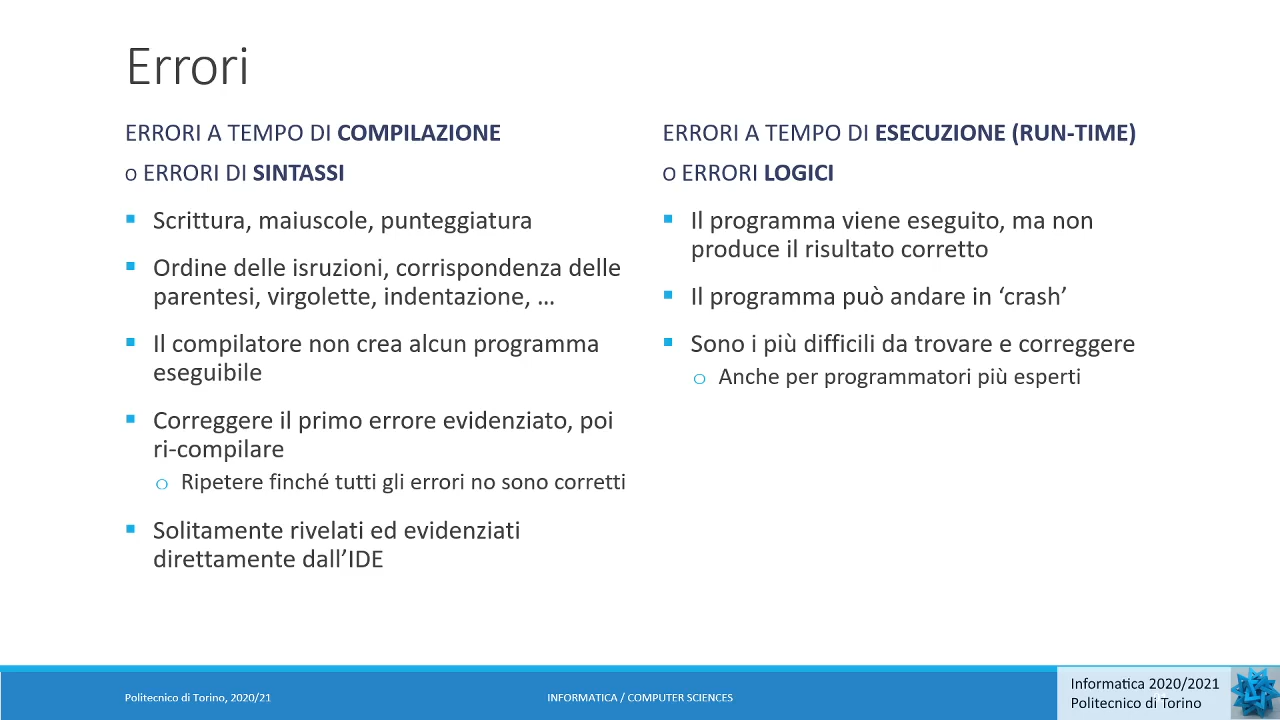 Errori
ERRORI A TEMPO DI COMPILAZIONE
O ERRORI DI SINTASSI
Scrittura, maiuscole, punteggiatura
Ordine delle isruzioni, corrispondenza delle
parentesi, virgolette, indentazione, …
Il compilatore non crea alcun programma
eseguibile
Correggere il primo errore evidenziato, poi
ri-compilare
Ripetere finché tutti gli errori no sono corretti
Solitamente rivelati ed evidenziati
direttamente dall’IDE
ERRORI A TEMPO DI ESECUZIONE (RUN-TIME)
O ERRORI LOGICI
Il programma viene eseguito, ma non
produce il risultato corretto
Il programma può andare in ‘crash’
Sono i più difficili da trovare e correggere
Anche per programmatori più esperti
Politecnico di Torino, 2020/21
INFORMATICA / COMPUTER SCIENCES
Informatica 2020/2021
Politecnico di Torino